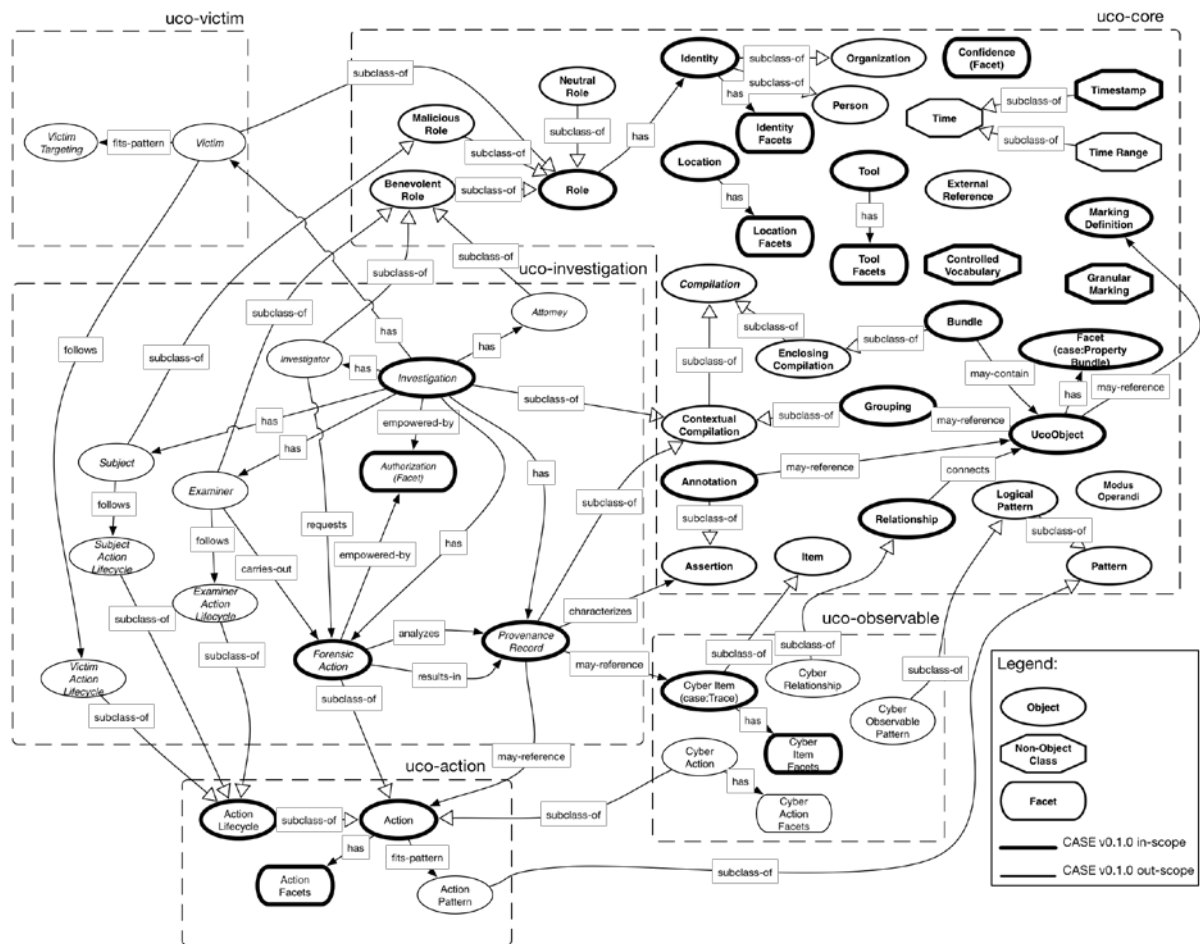 uco-victim
uco-core
subclass-of
Identity
subclass-of
Organization
Confidence
(Facet)
Neutral
Role
subclass-of
has
Person
Timestamp
subclass-of
Time
Victim
Targeting
fits-pattern
Victim
Malicious
Role
subclass-of
subclass-of
has
Identity
Facets
subclass-of
Time Range
Location
Tool
Benevolent
Role
subclass-of
Role
External
Reference
has
has
Marking
Definition
Location
Facets
Tool
Facets
Controlled
Vocabulary
subclass-of
subclass-of
uco-investigation
Compilation
Granular
Marking
has
Attorney
subclass-of
Bundle
subclass-of
subclass-of
has
Enclosing
Compilation
Facet
(case:Property
Bundle)
follows
Investigator
has
Investigation
subclass-of
may-contain
has
may-reference
subclass-of
subclass-of
Grouping
may-reference
subclass-of
Contextual
Compilation
UcoObject
has
empowered-by
Subject
has
Authorization
(Facet)
has
Annotation
may-reference
connects
Examiner
subclass-of
Logical
Pattern
Modus
Operandi
follows
requests
subclass-of
Relationship
subclass-of
follows
has
Subject
Action
Lifecycle
empowered-by
Item
carries-out
Assertion
Pattern
Examiner
Action
Lifecycle
characterizes
subclass-of
analyzes
Provenance
Record
uco-observable
subclass-of
Forensic
Action
subclass-of
subclass-of
results-in
may-reference
subclass-of
Legend:
Victim
Action
Lifecycle
Cyber Item
(case:Trace)
Cyber
Relationship
subclass-of
Object
subclass-of
has
Cyber
Observable
Pattern
Cyber
Action
Cyber
Item
Facets
Non-Object
Class
may-reference
uco-action
has
Facet
Action
Lifecycle
subclass-of
Action
subclass-of
Cyber
Action
Facets
CASE v0.1.0 in-scope
has
fits-pattern
CASE v0.1.0 out-scope
Action
Facets
Action
Pattern
subclass-of